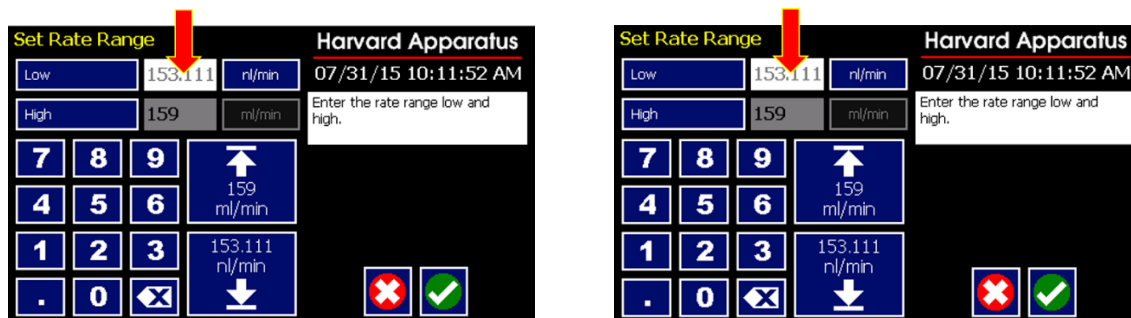 Set Rate Range
Harvard Apparatus
Low 153.111 nl/min
07/31/15 10:11:52 AM
High 159 ml/min
Enter the rate range low and
high.
7 8 9
159
ml/min
4 5 6
1 2 3
153.111
nl/min
. 0
Set Rate Range
Harvard Apparatus
Low 153.111 nl/min
07/31/15 10:11:52 AM
High 159 ml/min
Enter the rate range low and
high.
7 8 9
159
ml/min
4 5 6
1 2 3
153.111
nl/min
. 0